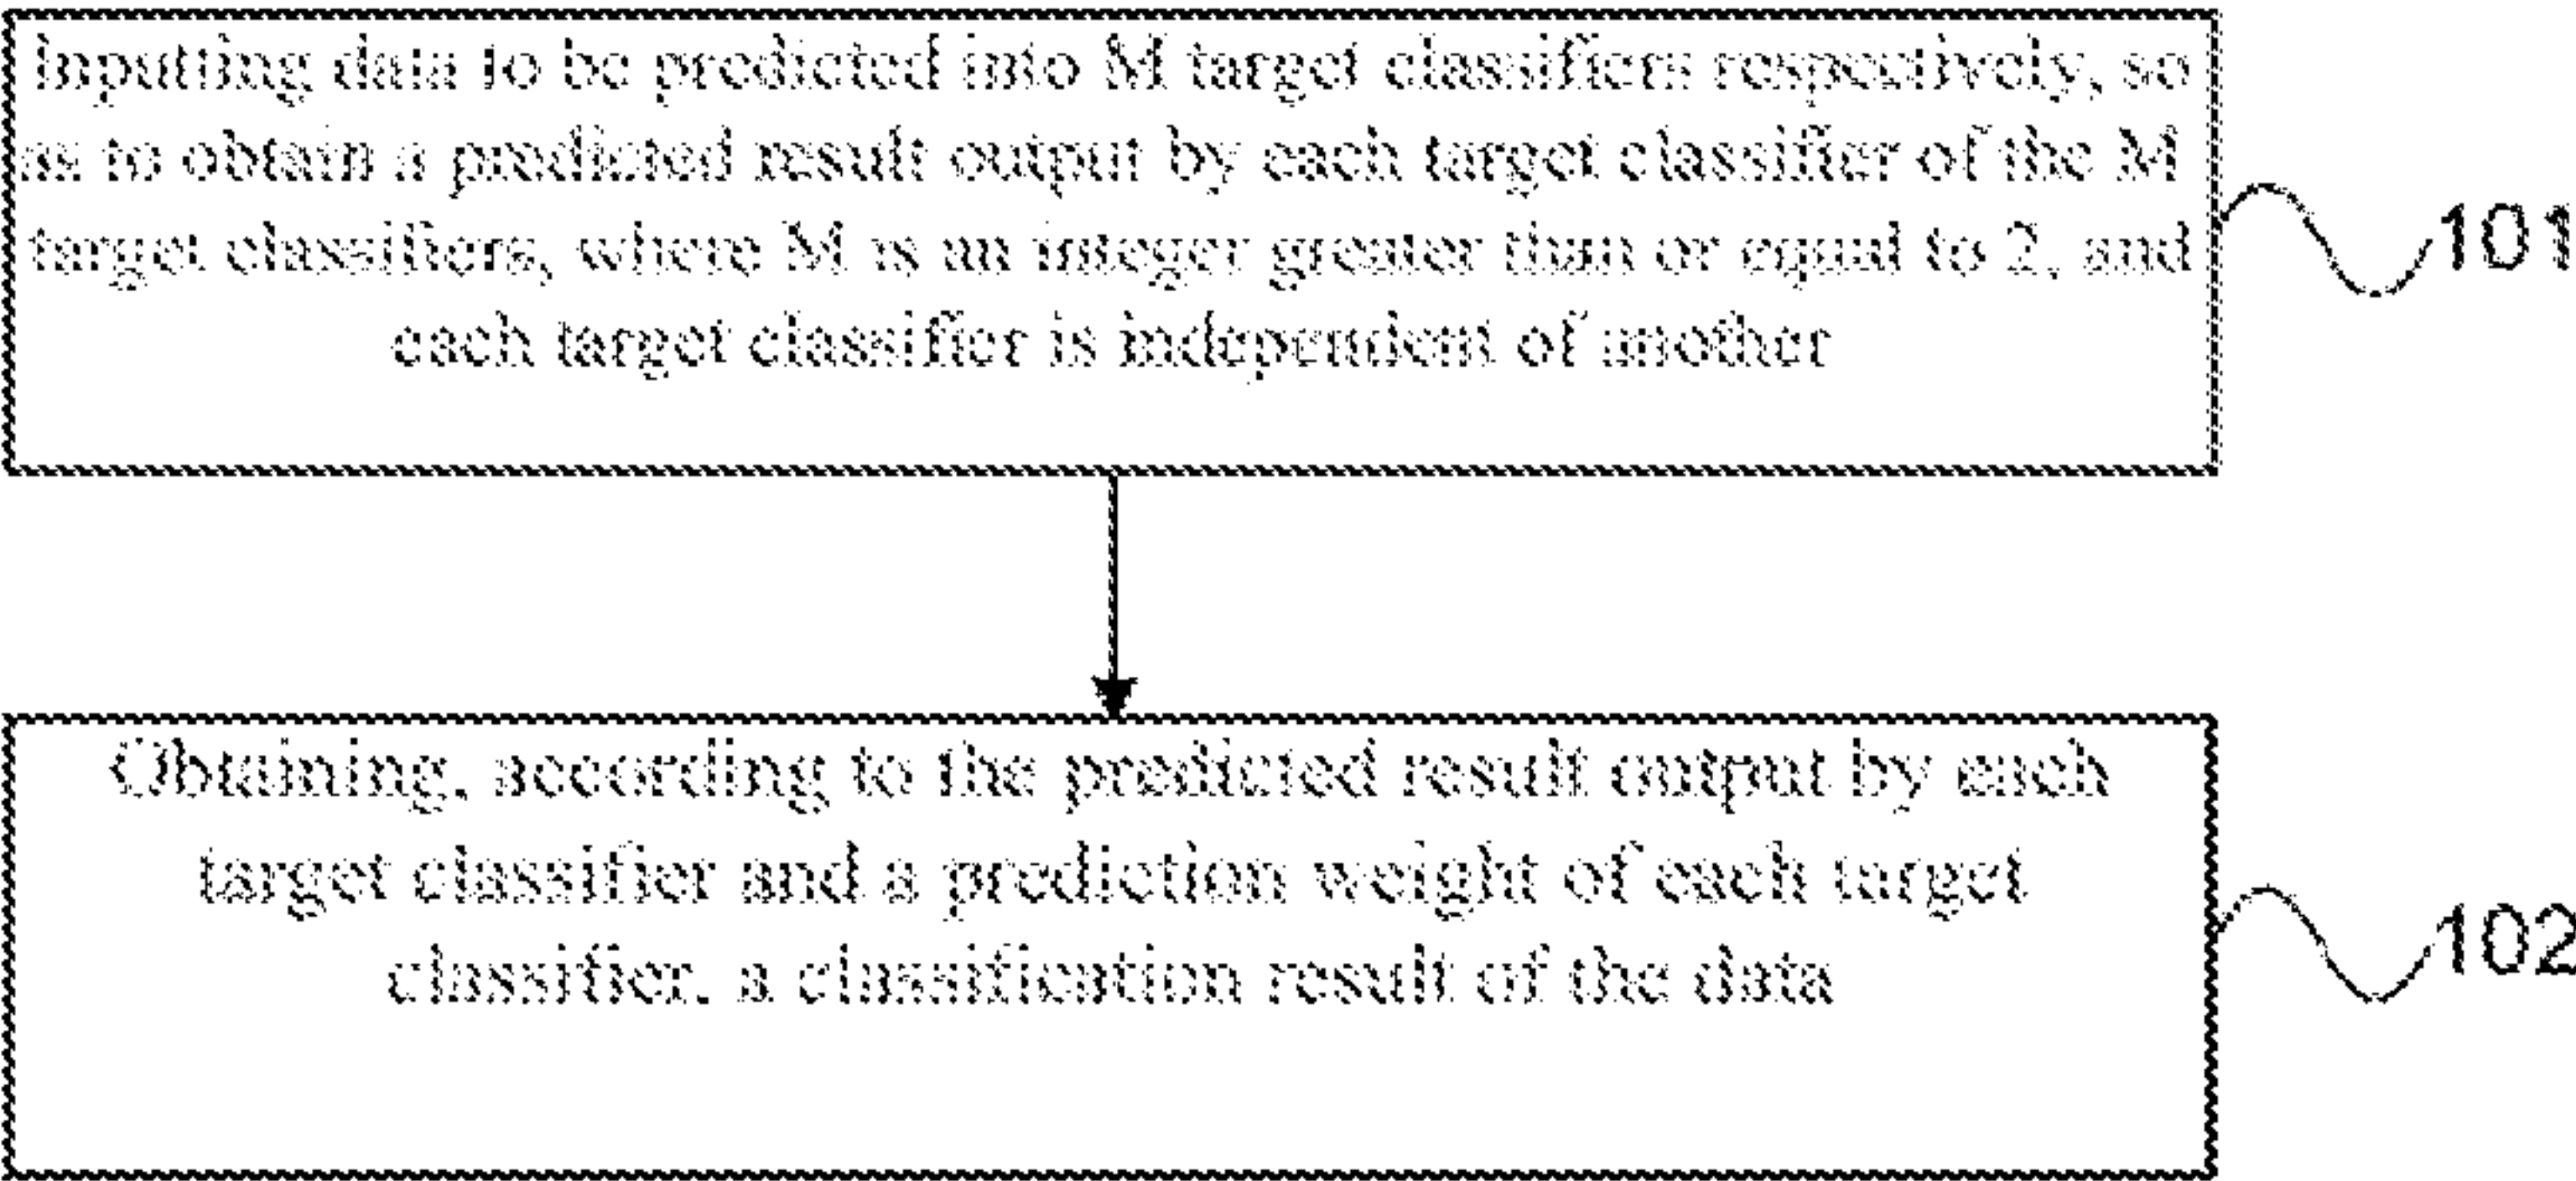 Inputting data to be predicted into M target classifiers respectively, so
as to obtain a predicted result output by each target classifier of the M
target classifiers, where M is an integer greater than or equal to 2, and
each target classifier is independent of another
101
Obtaining, according to the predicted result output by each
target classifier and a prediction weight of each target
classifier, a classification result of the data
102